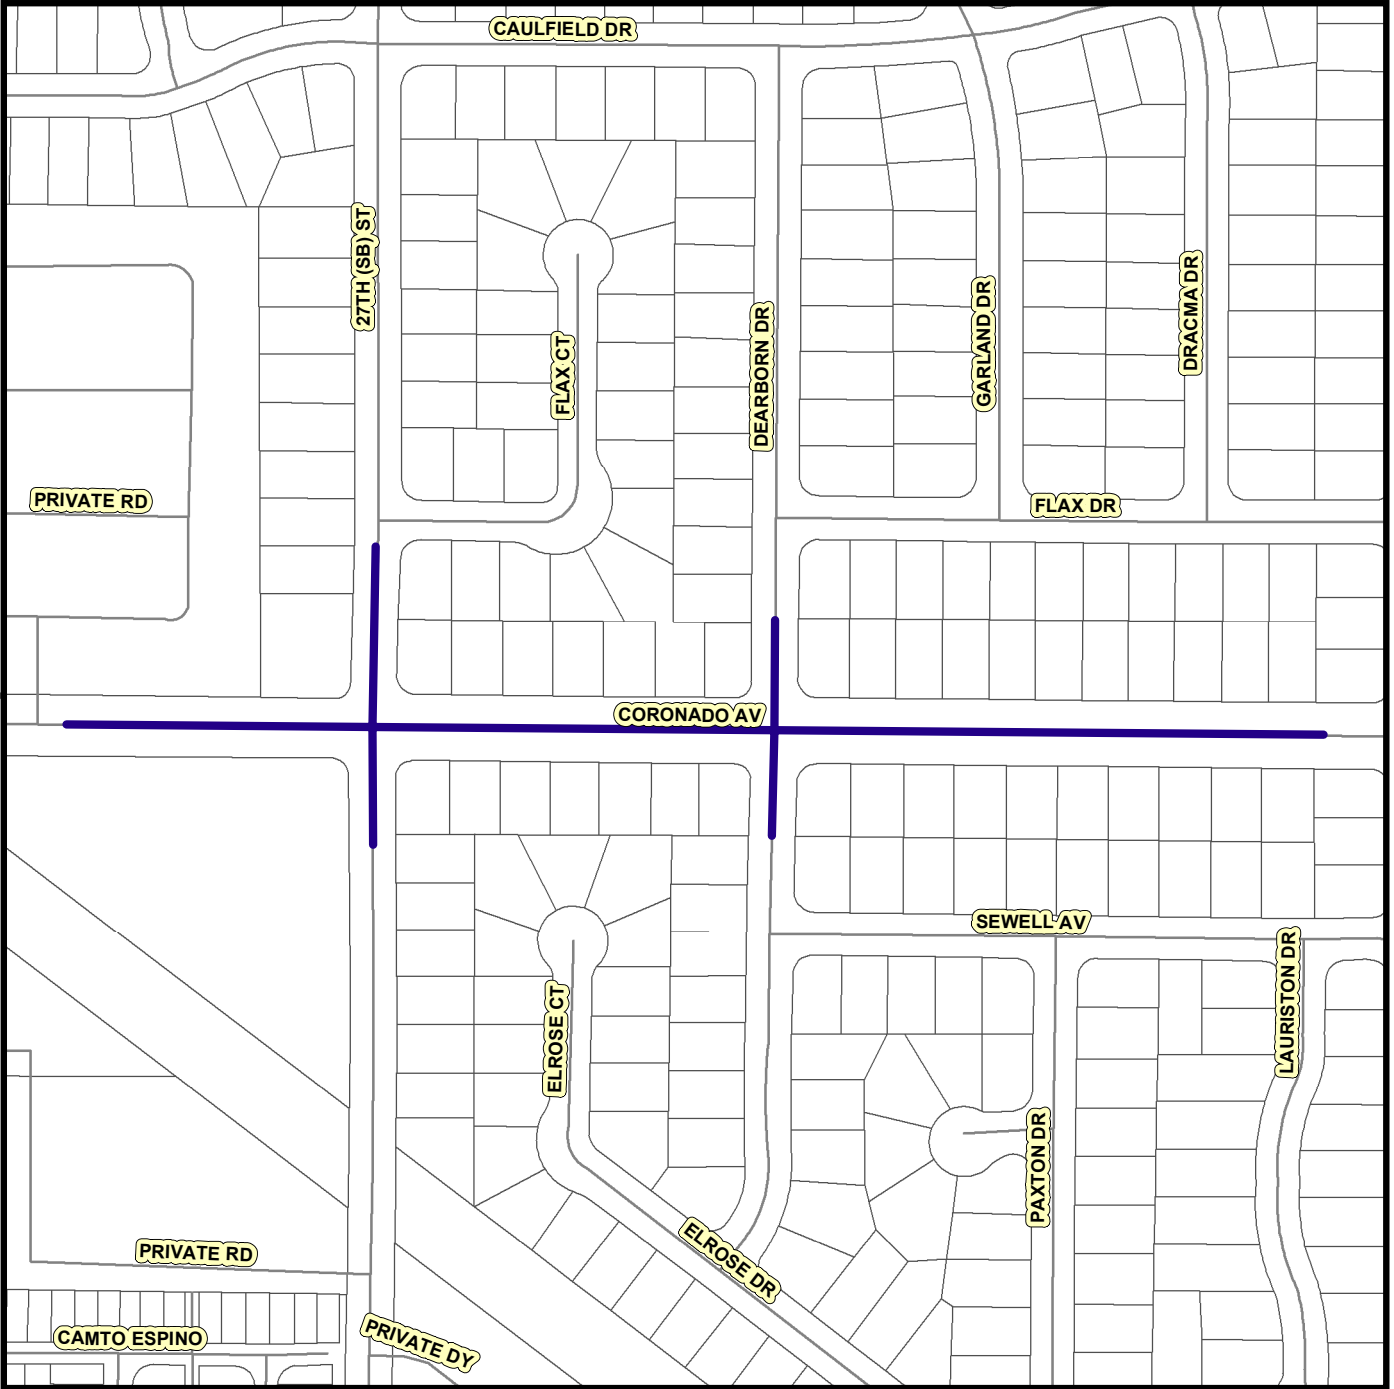 CAULFIELD DR
27TH (SB) ST
FLAX CT
DEARBORN DR
GARLAND DR
DRACMA DR
PRIVATE RD
FLAX DR
CORONADO AV
SEWELL AV
LAURISTON DR
ELROSE CT
PAXTON DR
ELROSE DR
PRIVATE RD
CAMTO ESPINO
PRIVATE DY